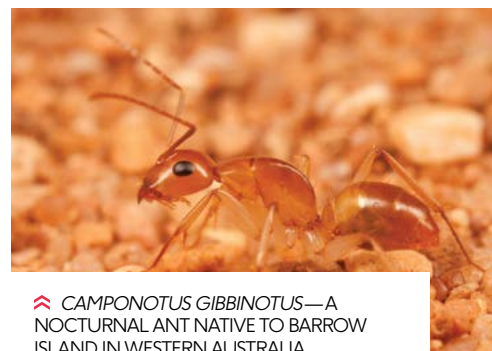 CAMPONOTUS GIBBINOTUS—A
NOCTURNAL ANT NATIVE TO BARROW
ISLAND IN WESTERN AUSTRALIA